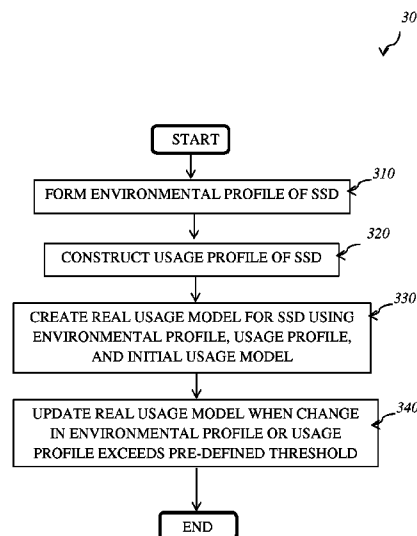 30
START
310
FORM ENVIRONMENTAL PROFILE OF SSD
320
CONSTRUCT USAGE PROFILE OF SSD
330
CREATE REAL USAGE MODEL FOR SSD USING
ENVIRONMENTAL PROFILE, USAGE PROFILE,
AND INITIAL USAGE MODEL
340
UPDATE REAL USAGE MODEL WHEN CHANGE
IN ENVIRONMENTAL PROFILE OR USAGE
PROFILE EXCEEDS PRE-DEFINED THRESHOLD
END